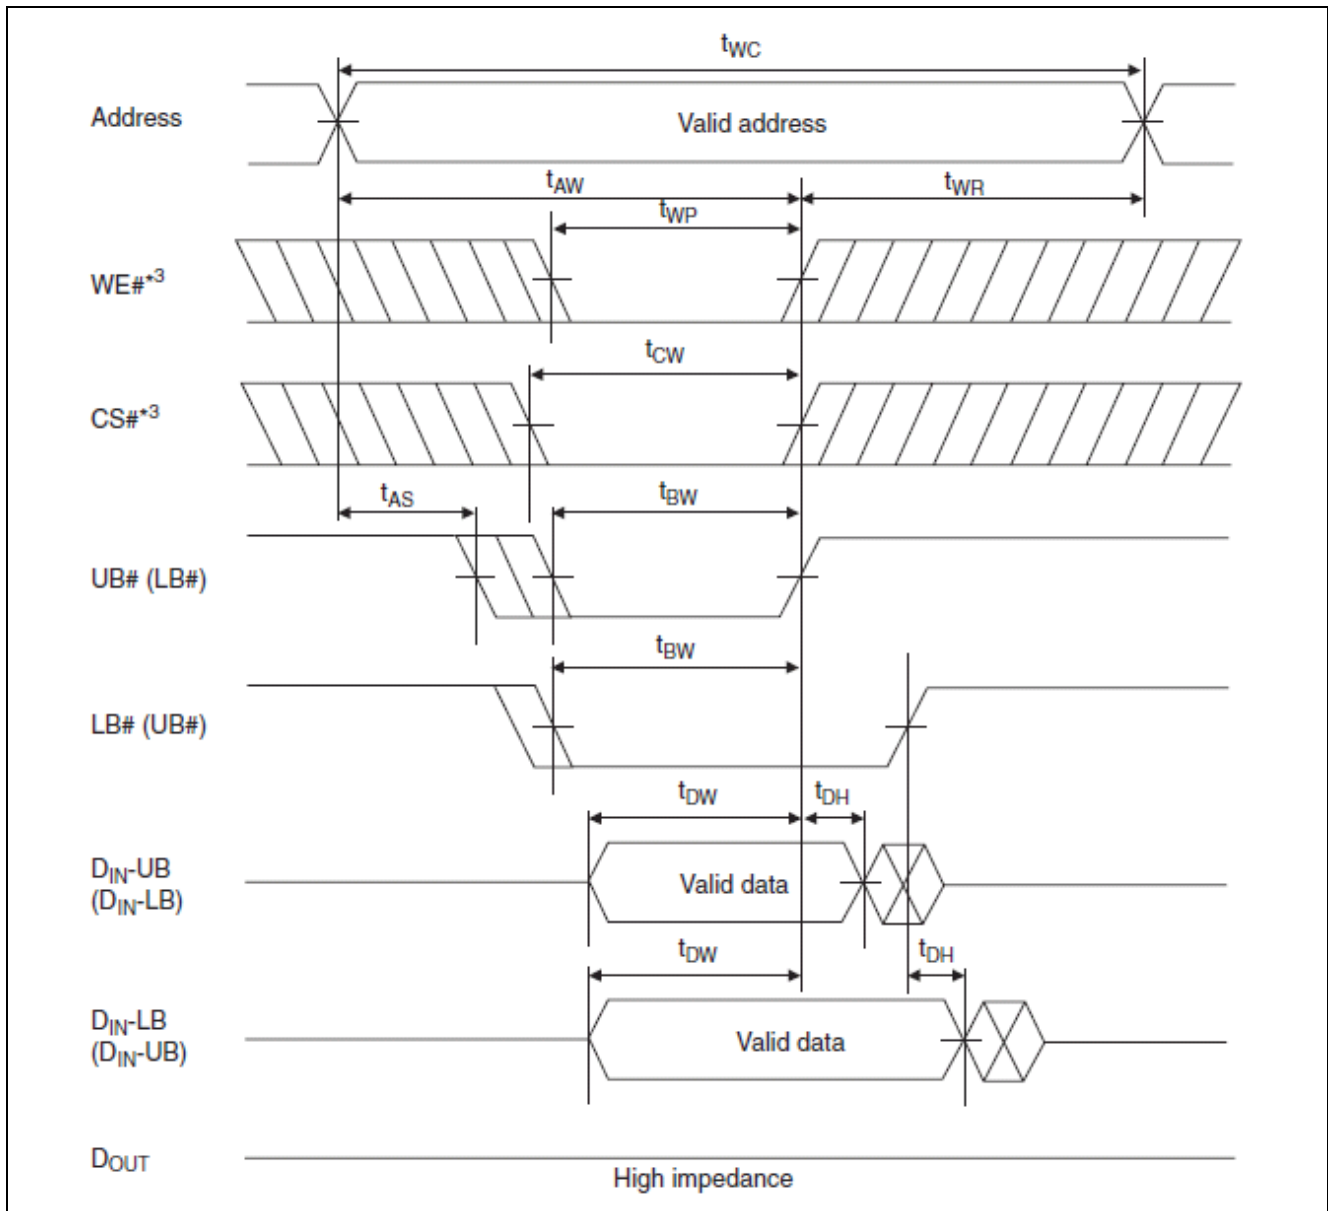 tWC
Address
Valid address
tAW
tWR
tWP
WE#*3
tCW
CS#*3
tAS
tBW
UB# (LB#)
tBW
LB# (UB#)
tDW
tDH
DIN-UB
(DIN-LB)
Valid data
tDW
tDH
DIN-LB
(DIN-UB)
Valid data
DOUT
High impedance